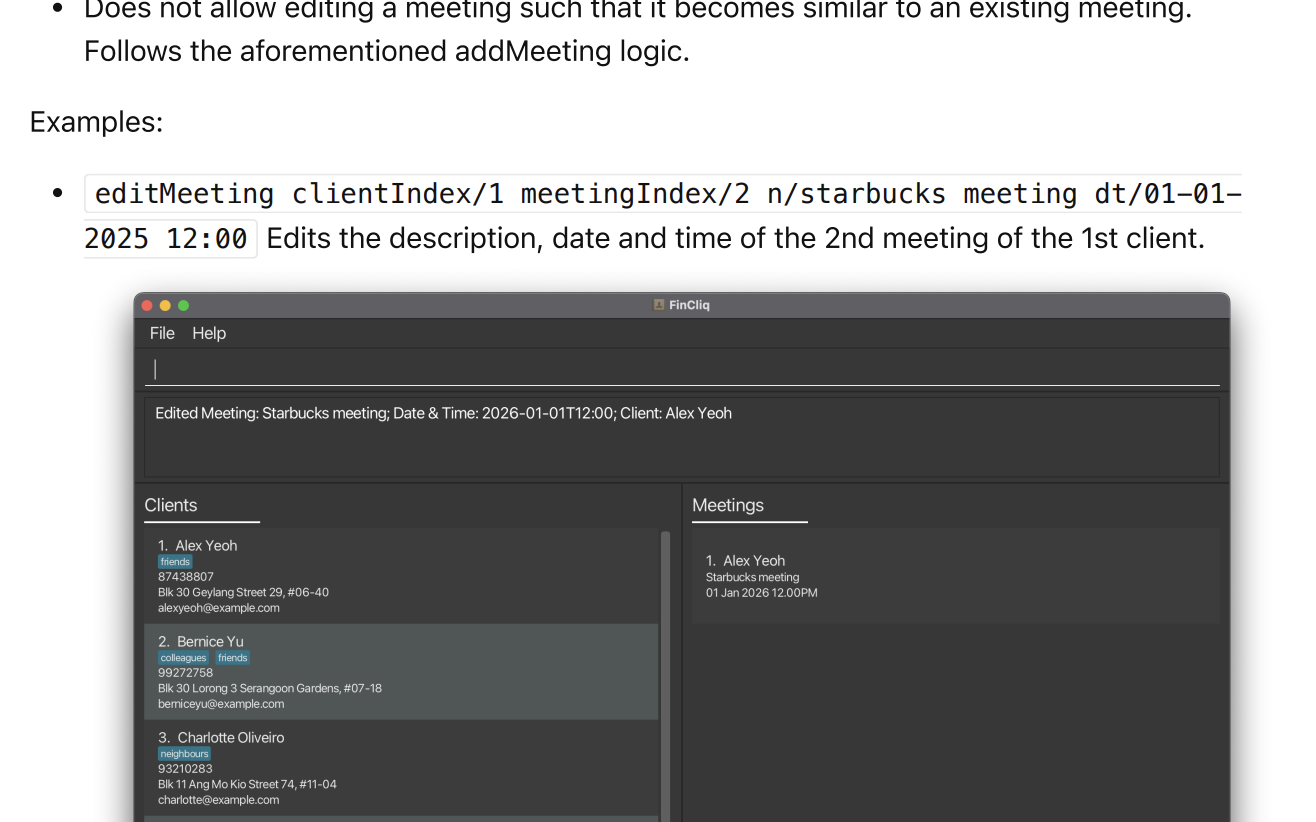 Does not allow editing a meeting such that it becomes similar to an existing meeting.
Follows the aforementioned addMeeting logic.
Examples:
editMeeting clientIndex/1 meetingIndex/2 n/starbucks meeting dt/01-01-
2025 12:00 Edits the description, date and time of the 2nd meeting of the 1st client.
FinCliq
File Help
Edited Meeting: Starbucks meeting; Date & Time: 2026-01-01T12:00; Client: Alex Yeoh
Clients
1. Alex Yeoh
friends
87438807
Blk 30 Geylang Street 29, #06-40
alexyeoh@example.com
2. Bernice Yu
colleagues friends
99272758
Blk 30 Lorong 3 Serangoon Gardens, #07-18
berniceyu@example.com
3. Charlotte Oliveiro
neighbours
93210283
Blk 11 Ang Mo Kio Street 74, #11-04
charlotte@example.com
Meetings
1. Alex Yeoh
Starbucks meeting
01 Jan 2026 12.00PM